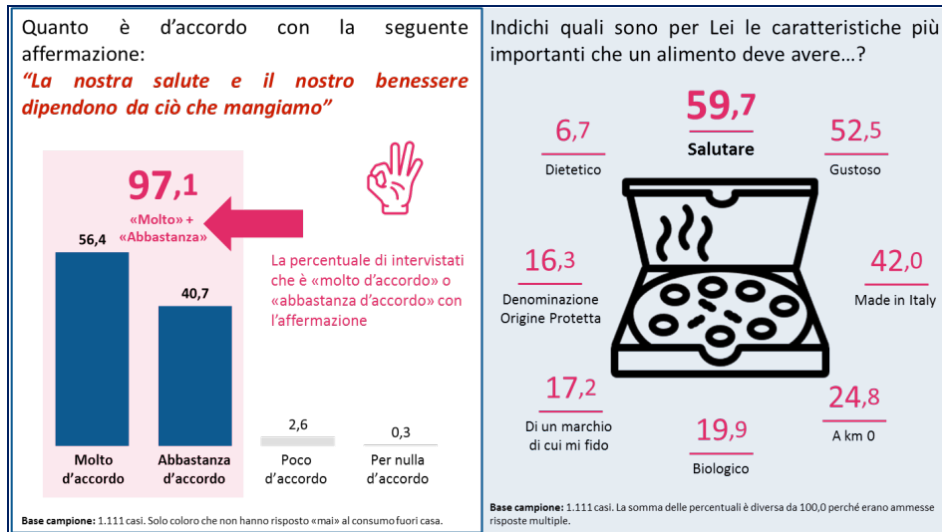 Quanto è d'accordo con la seguente
affermazione:
"La nostra salute e il nostro benessere
dipendono da ciò che mangiamo"
97,1
«Molto» +
«Abbastanza»
56,4
40,7
2,6
0,3
La percentuale di intervistati
che è «molto d'accordo» o
«abbastanza d'accordo» con
l'affermazione
Molto
d'accordo
Abbastanza
d'accordo
Poco
d'accordo
Per nulla
d'accordo
Base campione: 1.111 casi. Solo coloro che non hanno risposto «mai» al consumo fuori casa.
Indichi quali sono per Lei le caratteristiche più
importanti che un alimento deve avere...?
59,7
Salutare
52,5
Gustoso
42,0
Made in Italy
24,8
A km 0
19,9
Biologico
17,2
Di un marchio
di cui mi fido
16,3
Denominazione
Origine Protetta
6,7
Dietetico
Base campione: 1.111 casi. La somma delle percentuali è diversa da 100,0 perché erano ammesse
risposte multiple.